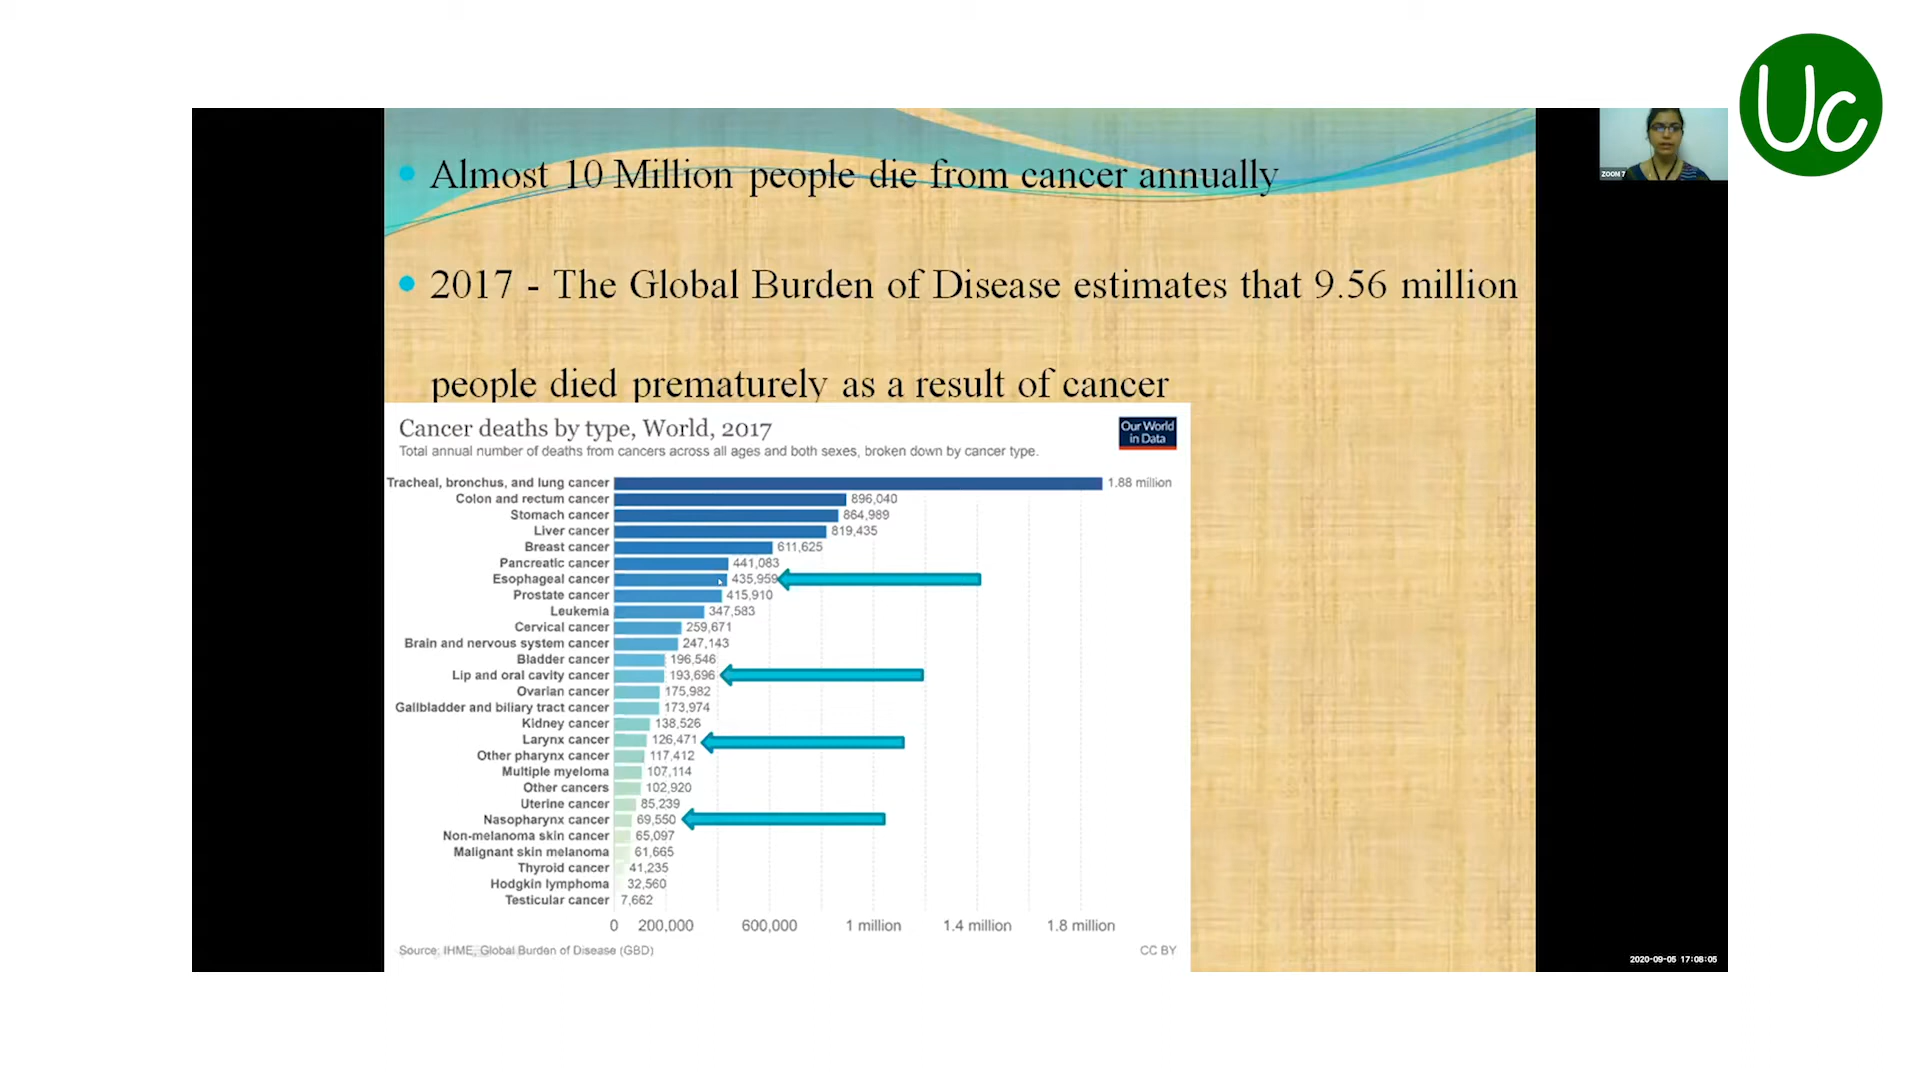 Uc
ZOOM 7
Almost 10 Million people die from cancer annually
2017 - The Global Burden of Disease estimates that 9.56 million
people died prematurely as a result of cancer
Cancer deaths by type, World, 2017
Our World
in Data
Total annual number of deaths from cancers across all ages and both sexes, broken down by cancer type.
Tracheal, bronchus, and lung cancer 1.88 million
Colon and rectum cancer 896,040
Stomach cancer 864,989
Liver cancer 819,435
Breast cancer 611,625
Pancreatic cancer 441,083
Esophageal cancer 435,959
Prostate cancer 415,910
Leukemia 347,583
Cervical cancer 259,671
Brain and nervous system cancer 247,143
Bladder cancer 196,546
Lip and oral cavity cancer 193,696
Ovarian cancer 175,982
Gallbladder and biliary tract cancer 173,974
Kidney cancer 138,526
Larynx cancer 126,471
Other pharynx cancer 117,412
Multiple myeloma 107,114
Other cancers 102,920
Uterine cancer 85,239
Nasopharynx cancer 69,550
Non-melanoma skin cancer 65,097
Malignant skin melanoma 61,665
Thyroid cancer 41,235
Hodgkin lymphoma 32,560
Testicular cancer 7,662
0 200,000 600,000 1 million 1.4 million 1.8 million
Source: IHME, Global Burden of Disease (GBD) CC BY
2020-09-05 17:08:05